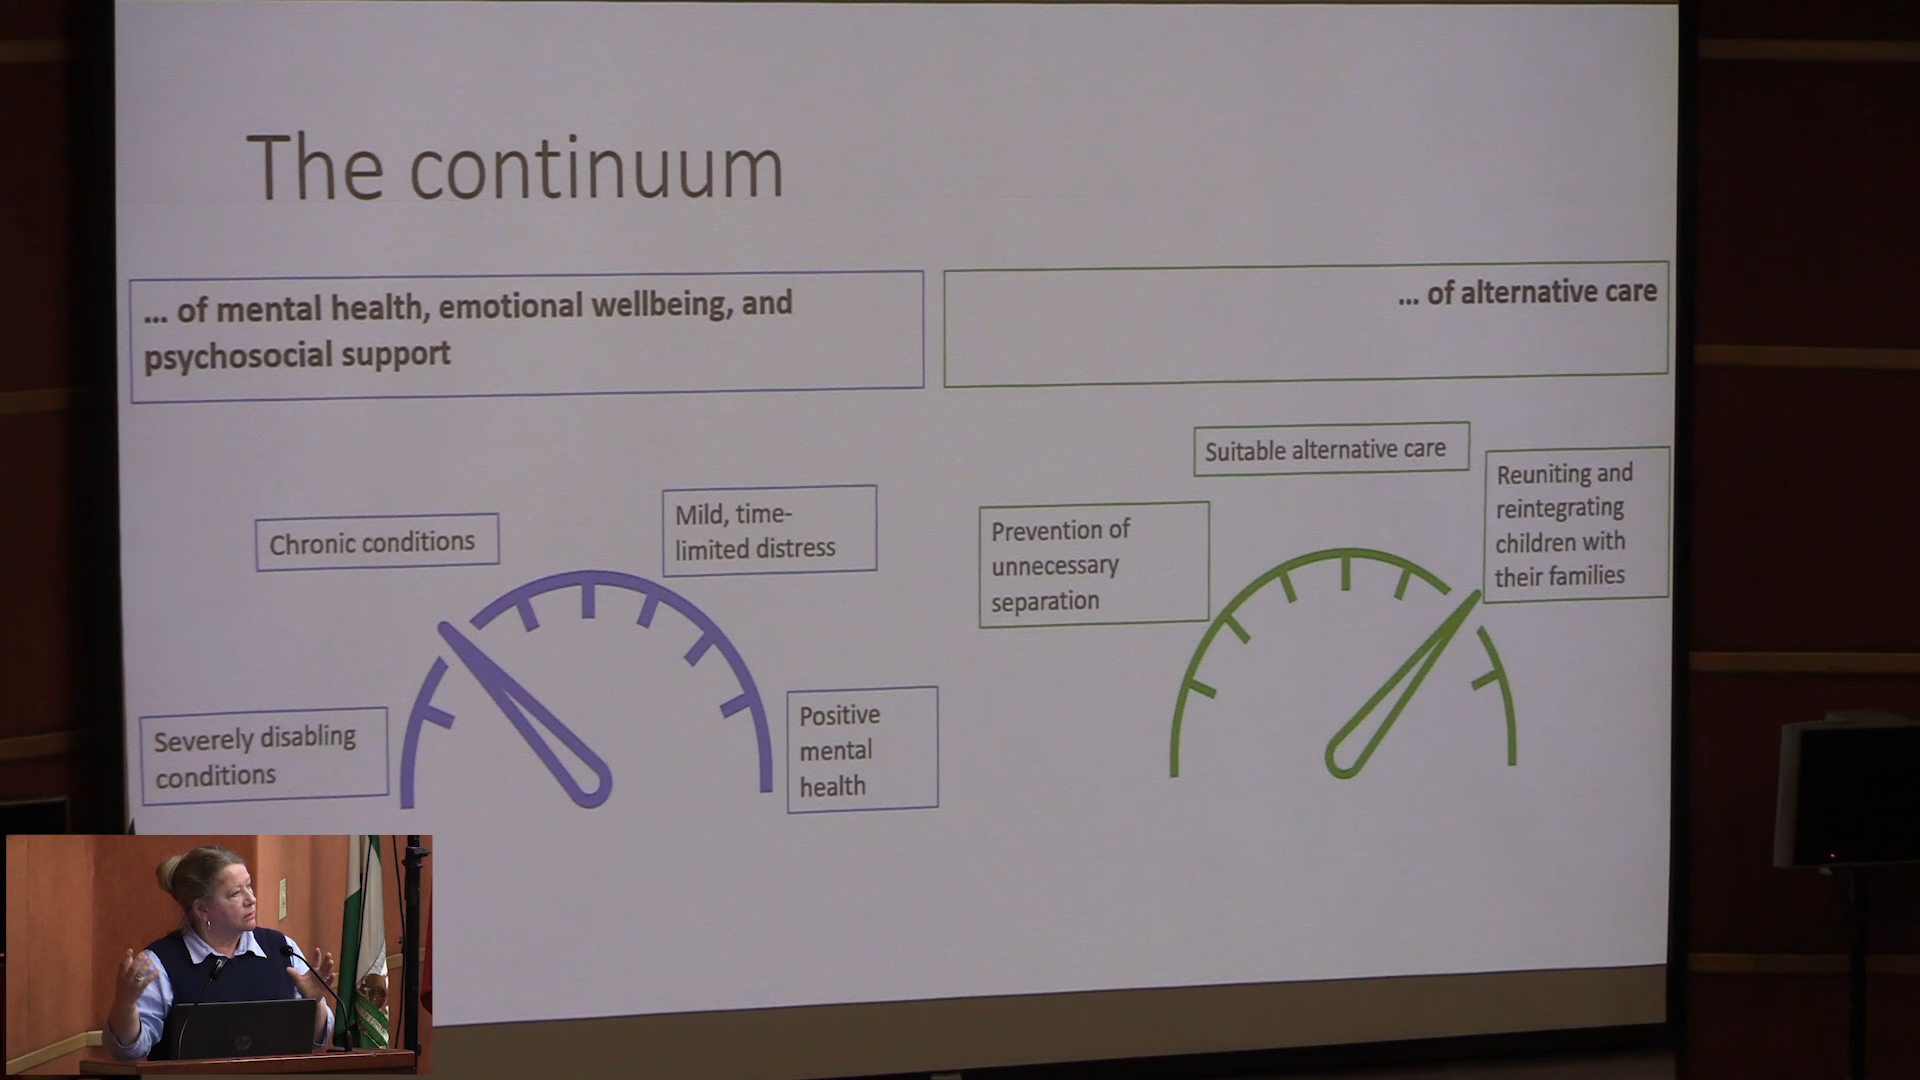 The continuum
... of mental health, emotional wellbeing, and
psychosocial support
... of alternative care
Severely disabling
conditions
Chronic conditions
Mild, time-
limited distress
Positive
mental
health
Prevention of
unnecessary
separation
Suitable alternative care
Reuniting and
reintegrating
children with
their families